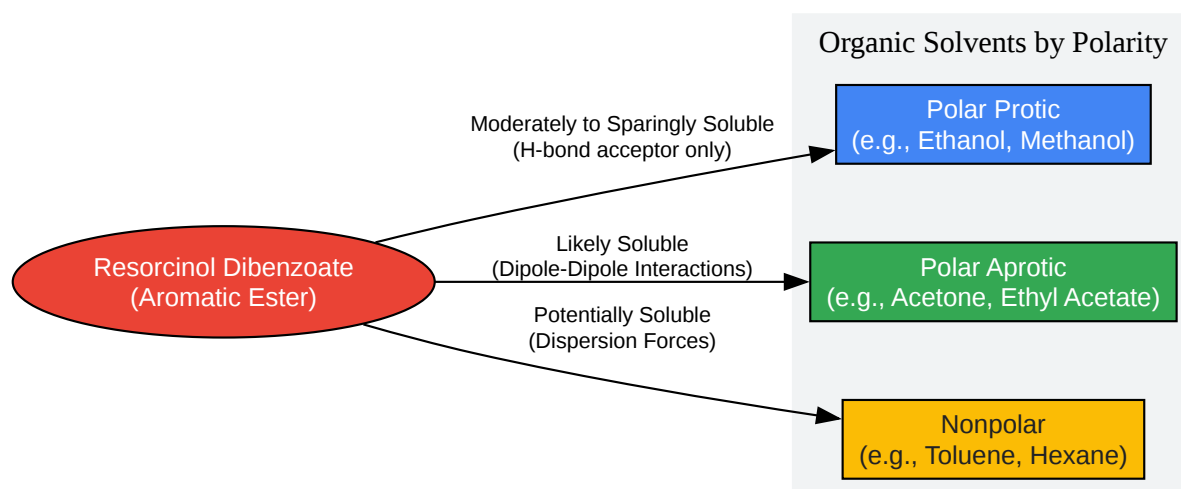 Organic Solvents by Polarity
Polar Protic
(e.g., Ethanol, Methanol)
Moderately to Sparingly Soluble
(H-bond acceptor only)
Resorcinol Dibenzoate
(Aromatic Ester)
Likely Soluble
(Dipole-Dipole Interactions)
Polar Aprotic
(e.g., Acetone, Ethyl Acetate)
Potentially Soluble
(Dispersion Forces)
Nonpolar
(e.g., Toluene, Hexane)